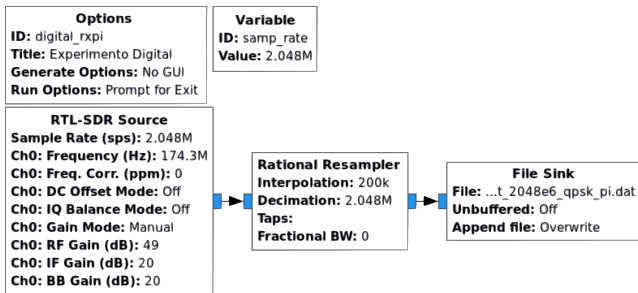 Options
ID: digital_rxpi
Title: Experimento Digital
Generate Options: No GUI
Run Options: Prompt for Exit
Variable
ID: samp_rate
Value: 2.048M
RTL-SDR Source
Sample Rate (sps): 2.048M
Ch0: Frequency (Hz): 174.3M
Ch0: Freq. Corr. (ppm): 0
Ch0: DC Offset Mode: Off
Ch0: IQ Balance Mode: Off
Ch0: Gain Mode: Manual
Ch0: RF Gain (dB): 49
Ch0: IF Gain (dB): 20
Ch0: BB Gain (dB): 20
Rational Resampler
Interpolation: 200k
Decimation: 2.048M
Taps:
Fractional BW: 0
File Sink
File: ...t_2048e6_qpsk_pi.dat
Unbuffered: Off
Append file: Overwrite